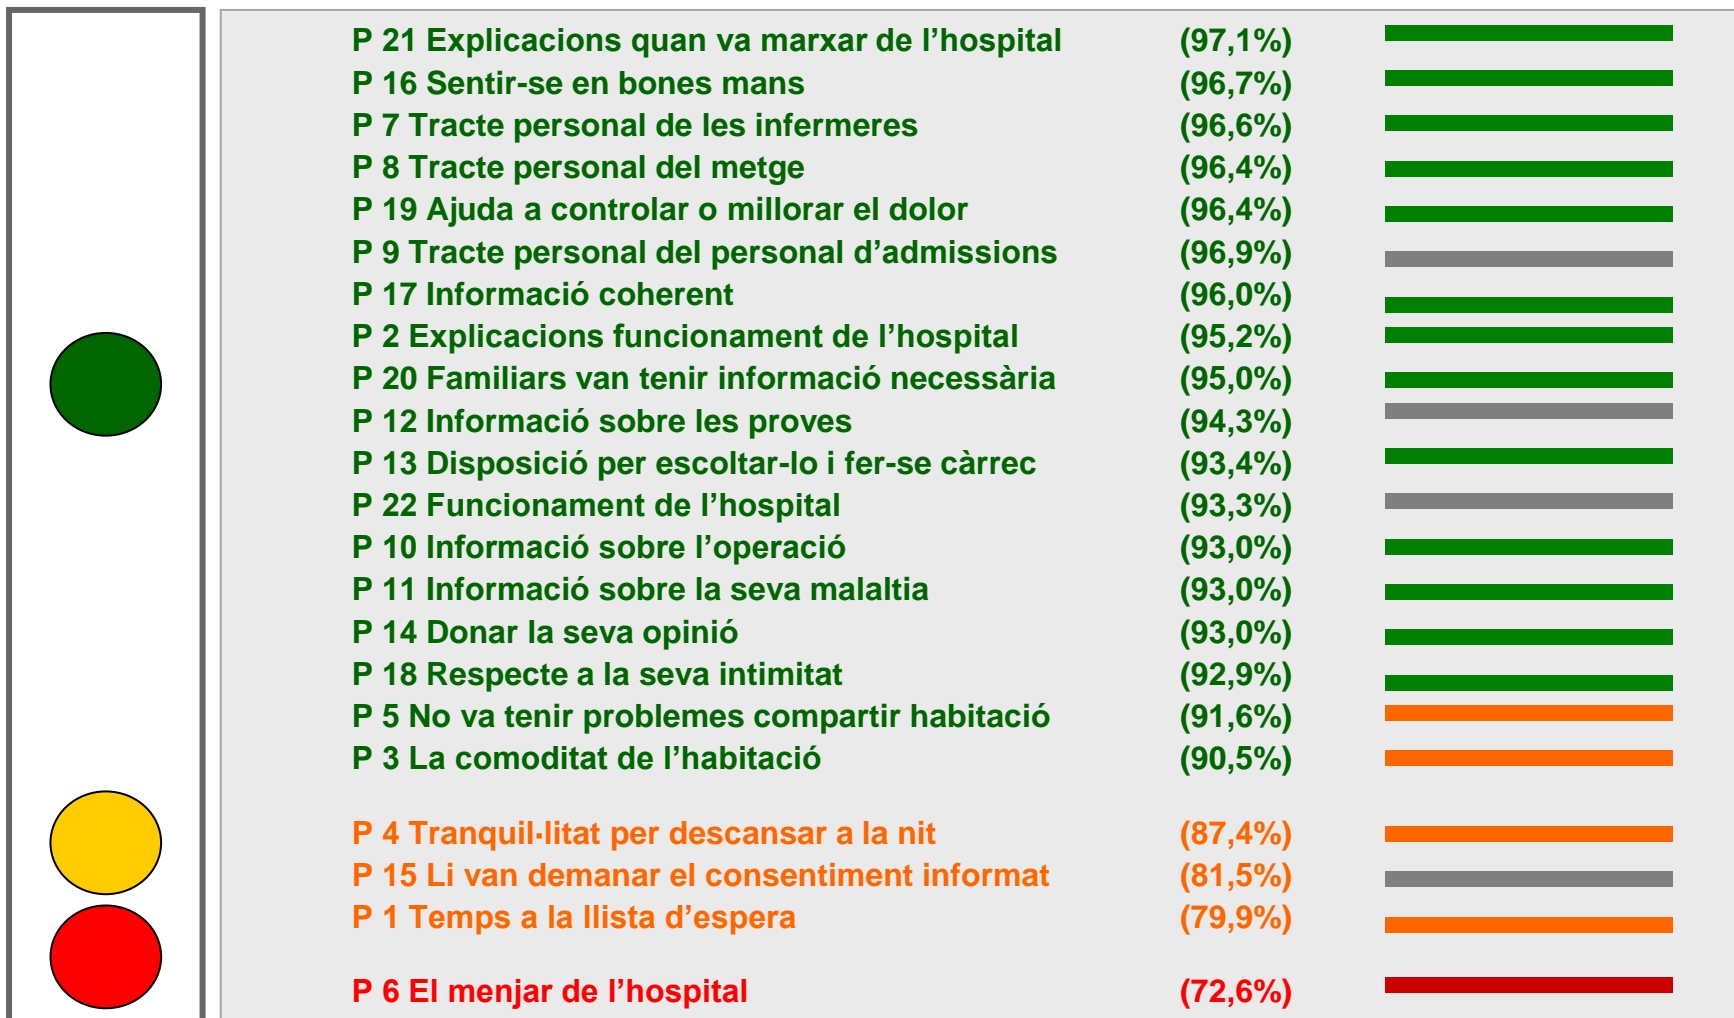 P 21 Explicacions quan va marxar de l’hospital (97,1%)
P 16 Sentir-se en bones mans (96,7%)
P 7 Tracte personal de les infermeres (96,6%)
P 8 Tracte personal del metge (96,4%)
P 19 Ajuda a controlar o millorar el dolor (96,4%)
P 9 Tracte personal del personal d’admissions (96,9%)
P 17 Informació coherent (96,0%)
P 2 Explicacions funcionament de l’hospital (95,2%)
P 20 Familiars van tenir informació necessària (95,0%)
P 12 Informació sobre les proves (94,3%)
P 13 Disposició per escoltar-lo i fer-se càrrec (93,4%)
P 22 Funcionament de l’hospital (93,3%)
P 10 Informació sobre l’operació (93,0%)
P 11 Informació sobre la seva malaltia (93,0%)
P 14 Donar la seva opinió (93,0%)
P 18 Respecte a la seva intimitat (92,9%)
P 5 No va tenir problemes compartir habitació (91,6%)
P 3 La comoditat de l’habitació (90,5%)
P 4 Tranquil·litat per descansar a la nit (87,4%)
P 15 Li van demanar el consentiment informat (81,5%)
P 1 Temps a la llista d’espera (79,9%)
P 6 El menjar de l’hospital (72,6%)